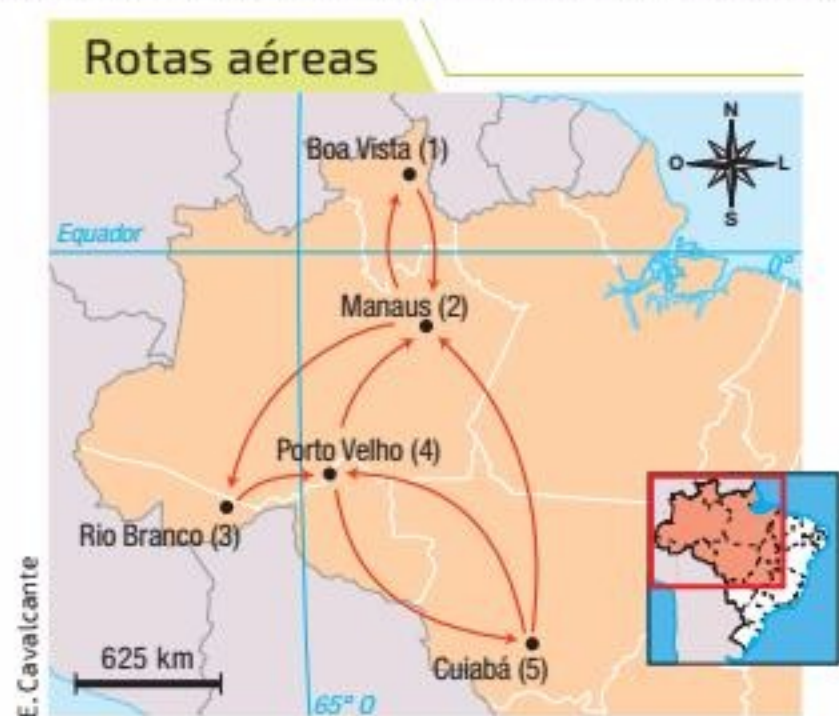 Rotas aéreas
N
O
L
S
Boa Vista (1)
Equador
0°
Manaus (2)
Porto Velho (4)
Rio Branco (3)
Cuiabá (5)
625 km
65° O
E. Cavalcante